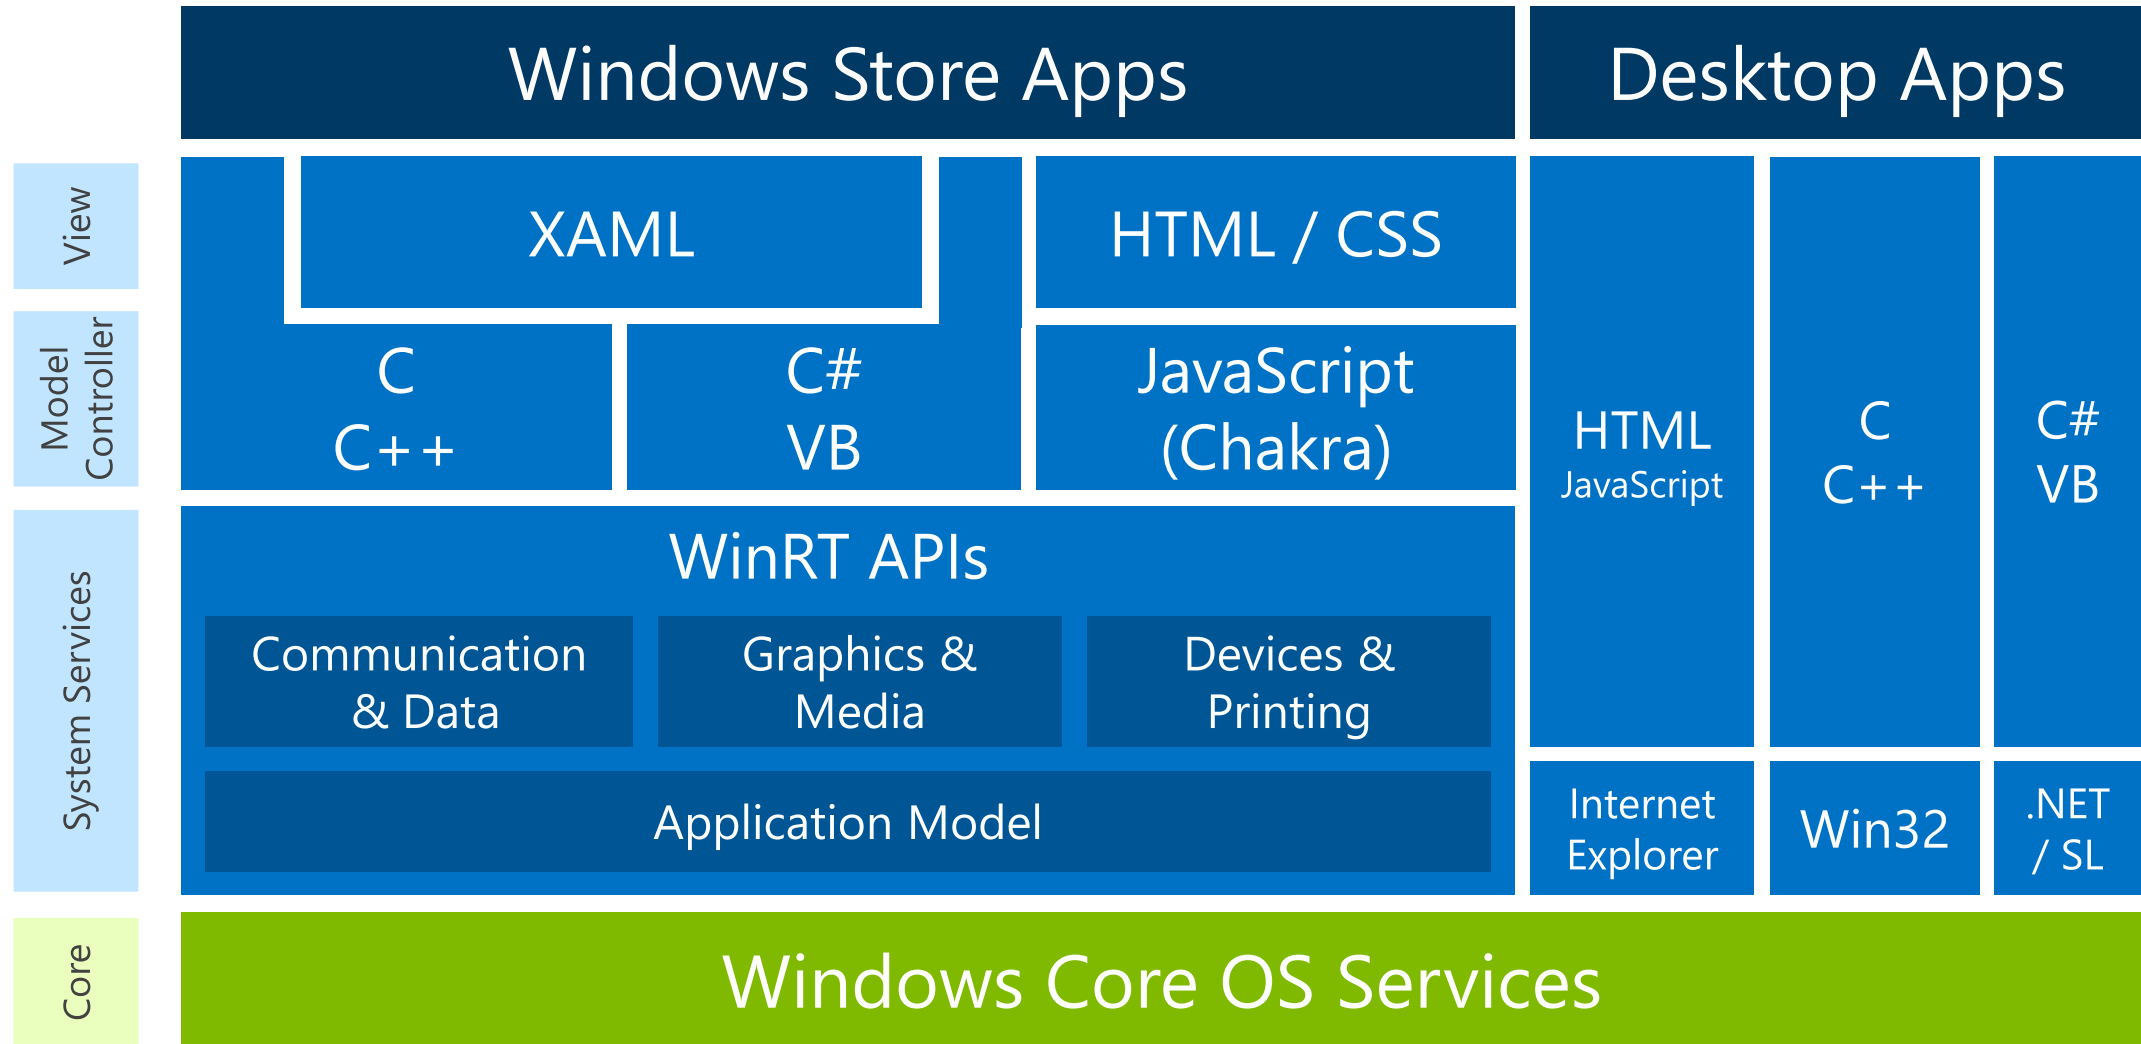 Windows Store Apps
Desktop Apps
View
XAML
HTML / CSS
Model
Controller
C
C++
C#
VB
JavaScript
(Chakra)
HTML
JavaScript
C
C++
C#
VB
System Services
WinRT APIs
Communication
& Data
Graphics &
Media
Devices &
Printing
Application Model
Internet
Explorer
Win32
.NET
/ SL
Core
Windows Core OS Services